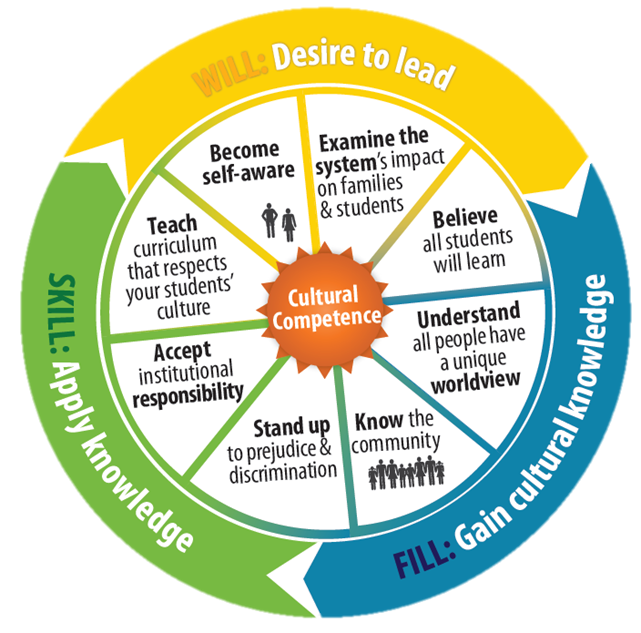 WILL: Desire to lead
Become
self-aware
Examine the
system's impact
on families
& students
Believe
all students
will learn
Understand
all people have
a unique
worldview
Know the
community
Stand up
to prejudice &
discrimination
Accept
institutional
responsibility
Teach
curriculum
that respects
your students'
culture
Cultural
Competence
FILL: Gain cultural knowledge
SKILL: Apply knowledge